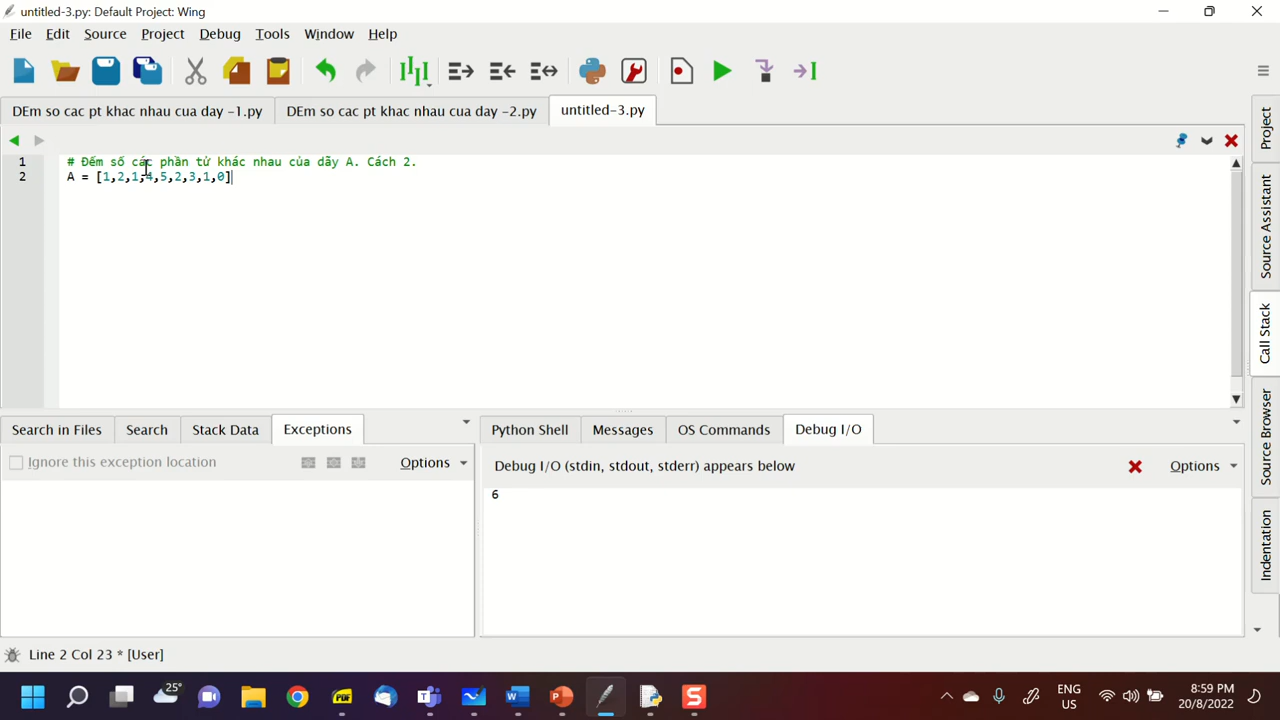 untitled-3.py: Default Project: Wing
File Edit Source Project Debug Tools Window Help
DEm so cac pt khac nhau cua day -1.py DEm so cac pt khac nhau cua day -2.py untitled-3.py
1 # Đếm số các phần tử khác nhau của dãy A. Cách 2.
2 A = [1,2,1,4,5,2,3,1,0]
Project
Source Assistant
Call Stack
Source Browser
Indentation
Search in Files Search Stack Data Exceptions
Ignore this exception location Options
Python Shell Messages OS Commands Debug I/O
Debug I/O (stdin, stdout, stderr) appears below Options
6
Line 2 Col 23 * [User]
25°
PDF
ENG
US
8:59 PM
20/8/2022